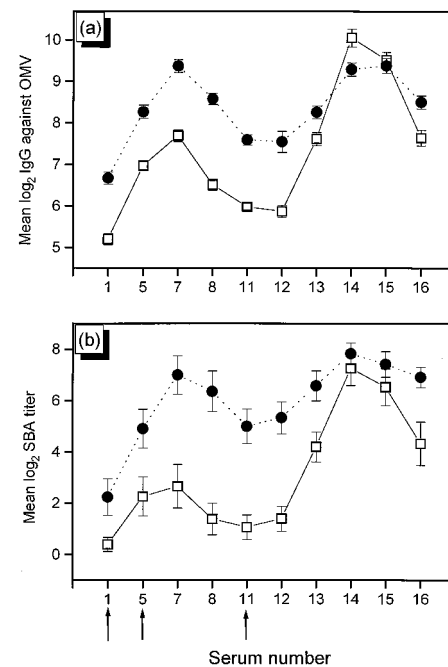 (a)
Mean log₂ IgG against OMV
10
9
8
7
6
5
1 5 7 8 11 12 13 14 15 16
(b)
Mean log₂ SBA titer
8
6
4
2
0
1 5 7 8 11 12 13 14 15 16
Serum number